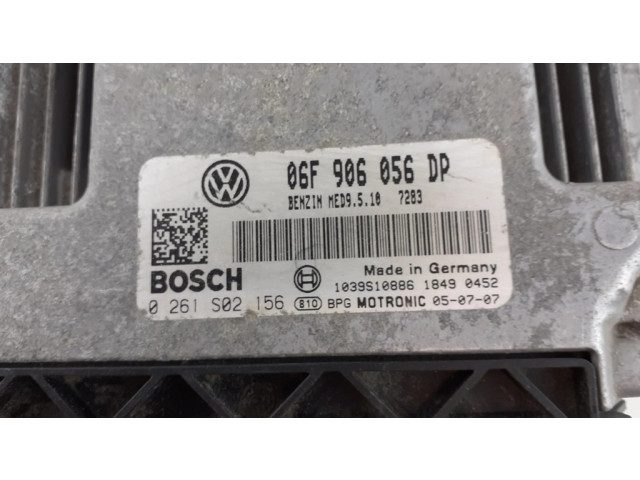 06F 906 056 DP
BENZIN MED9.5.10 7283
BOSCH
Made in Germany
1039S10886 1849 0452
0 261 S02 156 810 BPG MOTRONIC 05-07-07